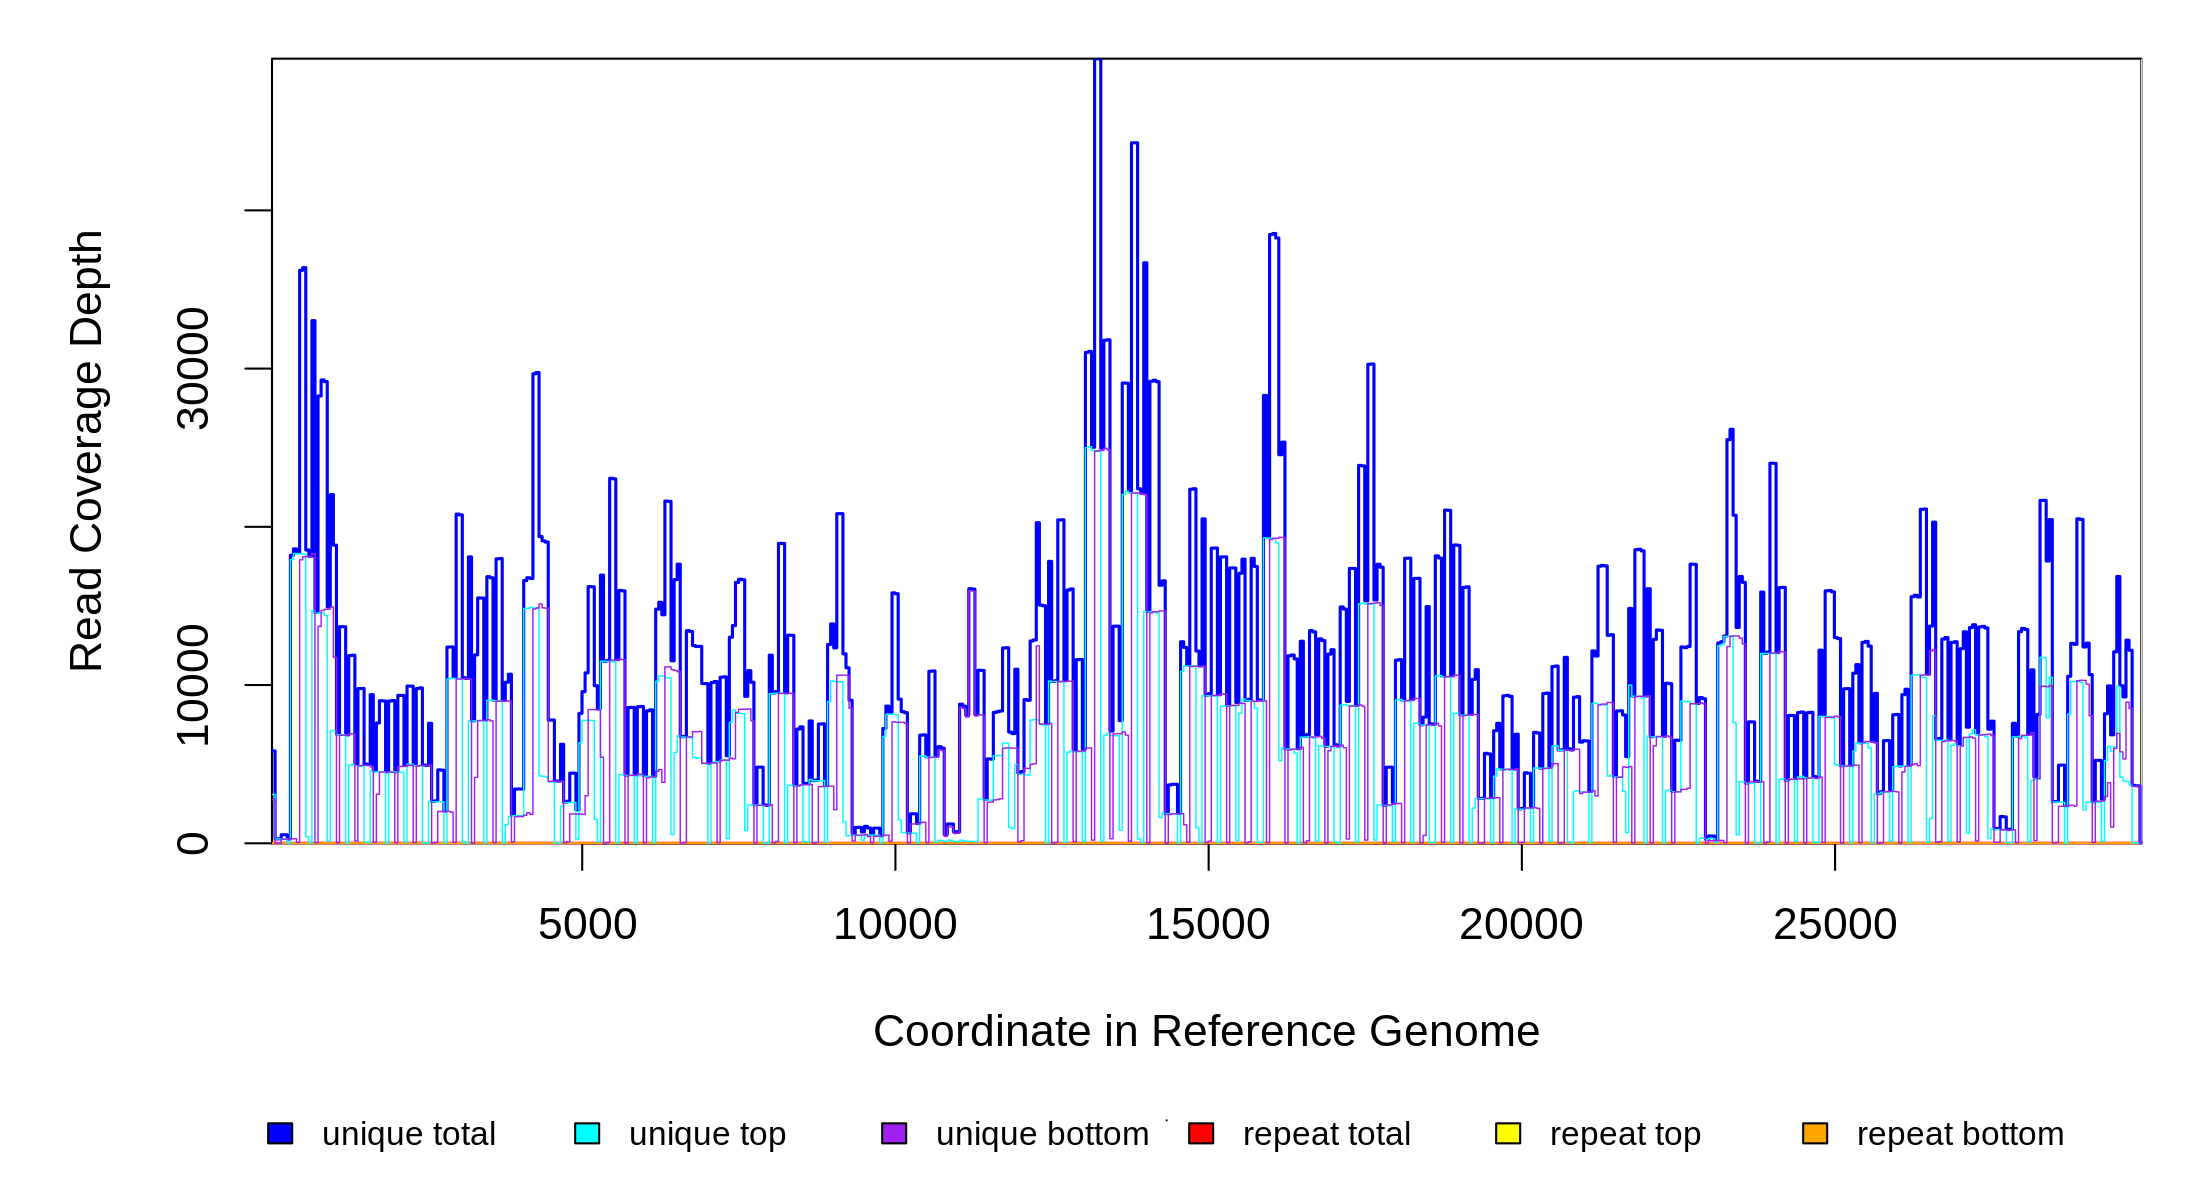 Read Coverage Depth
30000
10000
0
5000 10000 15000 20000 25000
Coordinate in Reference Genome
unique total unique top unique bottom repeat total repeat top repeat bottom